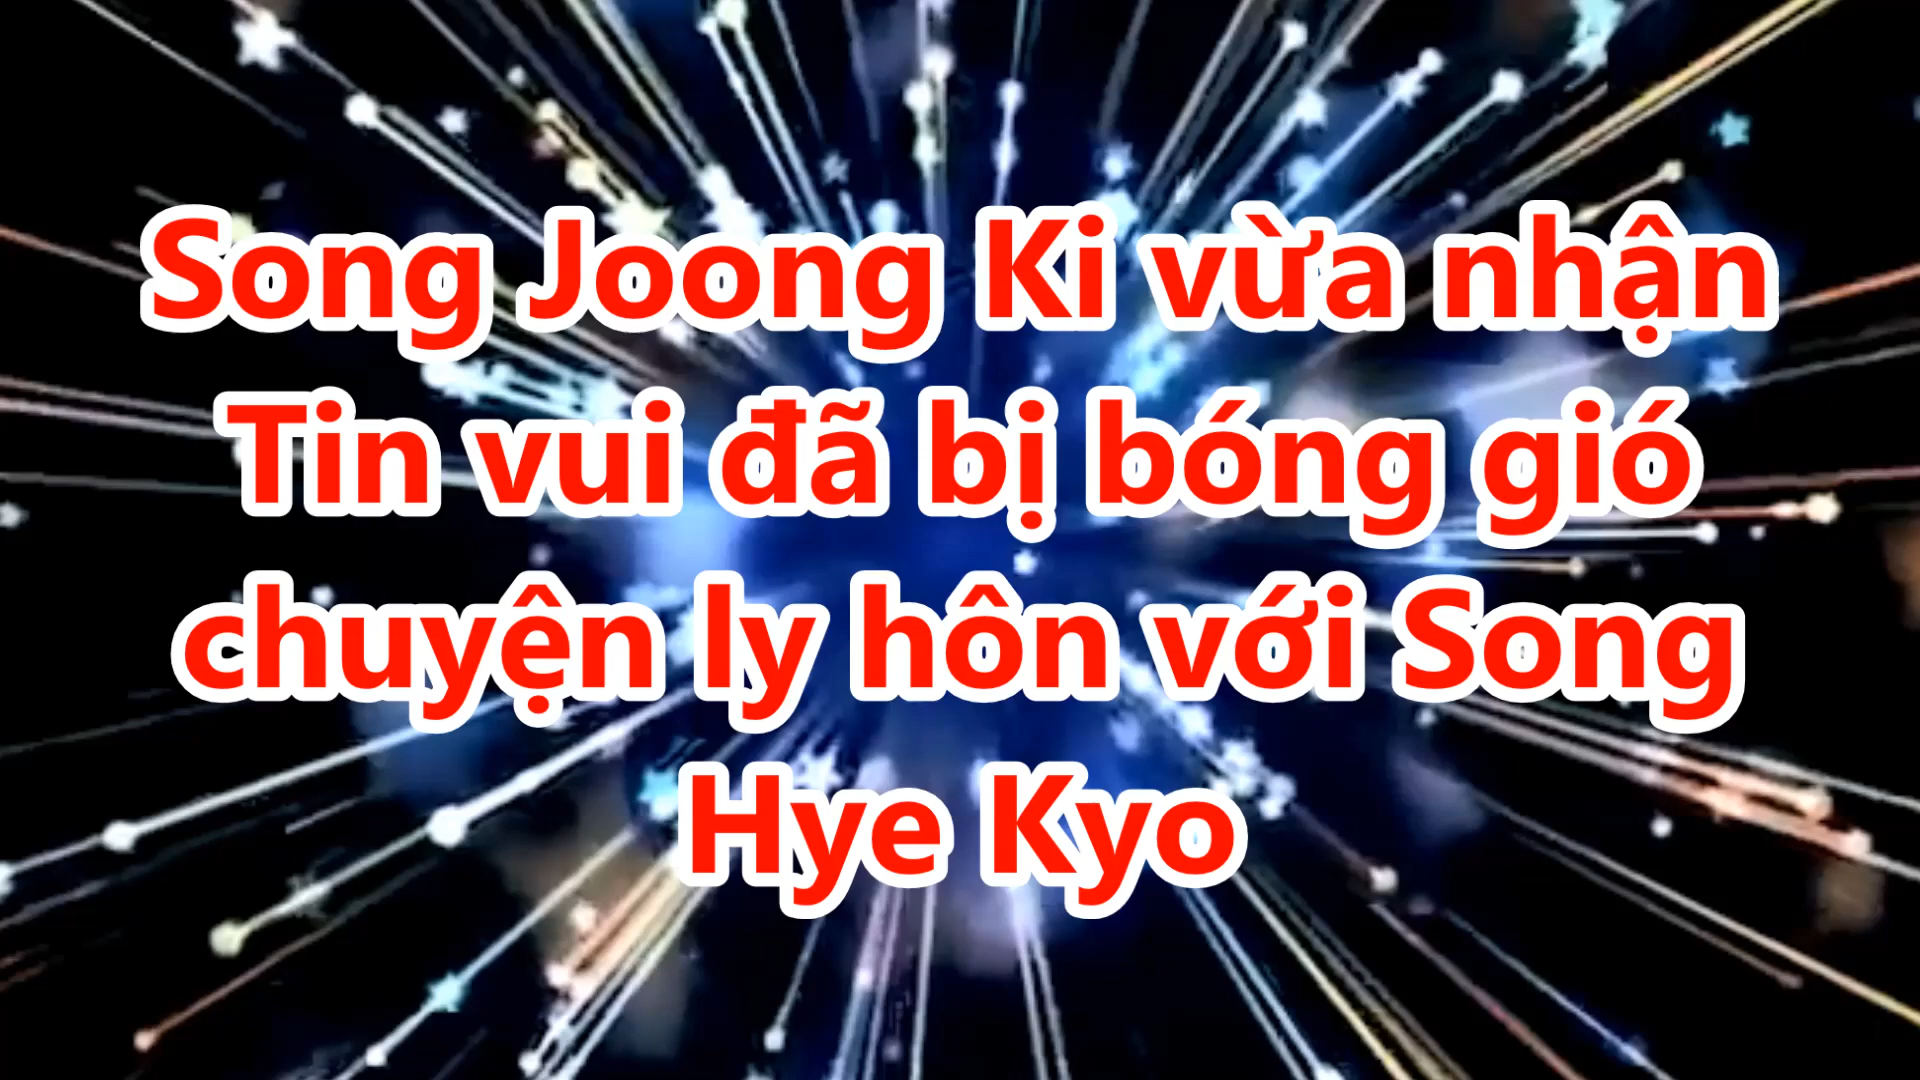 Song Joong Ki vừa nhận
Tin vui đã bị bóng gió
chuyện ly hôn với Song
Hye Kyo